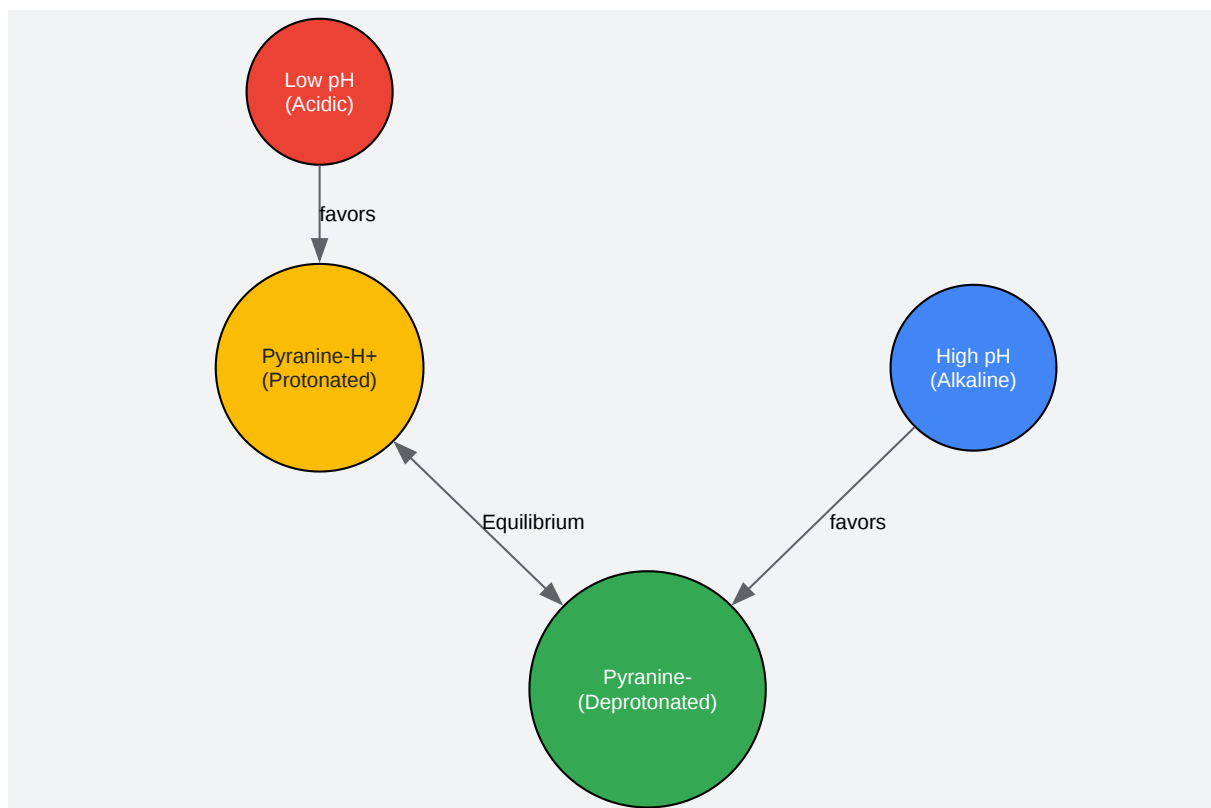 Low pH
(Acidic)
favors
Pyranine-H+
(Protonated)
High pH
(Alkaline)
Equilibrium
favors
Pyranine-
(Deprotonated)